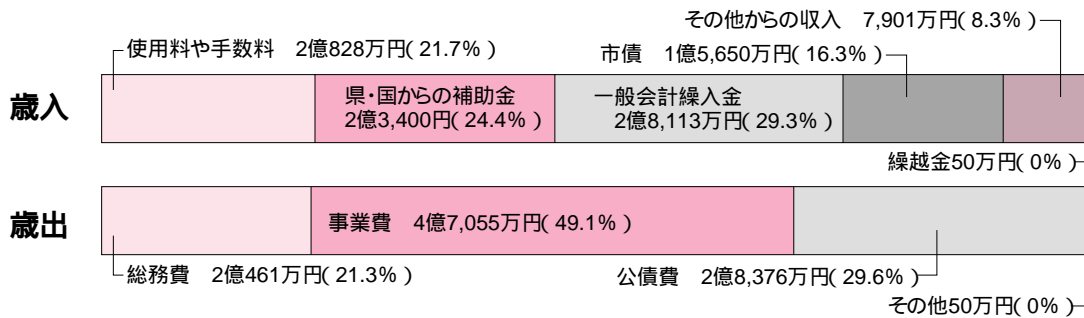 その他からの収入 7,901万円(8.3%)
使用料や手数料 2億828万円(21.7%)
市債 1億5,650万円(16.3%)
歳入
県・国からの補助金
2億3,400円(24.4%)
一般会計繰入金
2億8,113万円(29.3%)
繰越金50万円(0%)
歳出
事業費 4億7,055万円(49.1%)
総務費 2億461万円(21.3%)
公債費 2億8,376万円(29.6%)
その他50万円(0%)